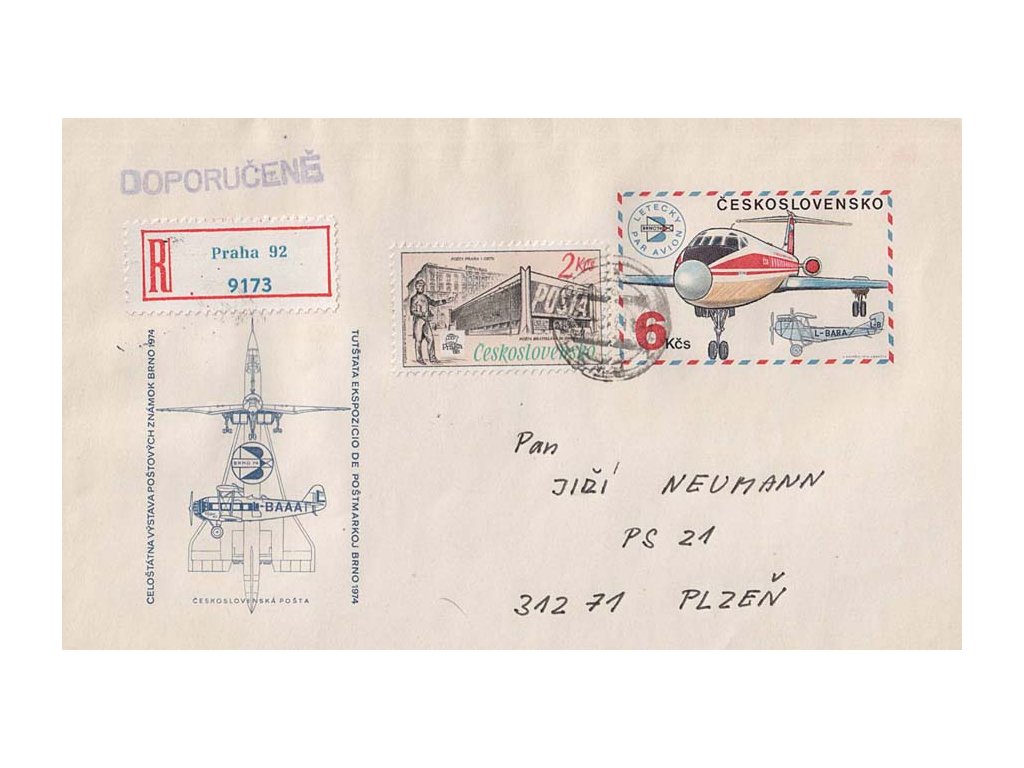 DOPORUČENĚ
R
Praha 92
9173
ČESKOSLOVENSKO
LETECKY
BRNO 74
PAR AVION
L-BARA
6
Kčs
2 Kčs
POŠTA
Československo
CELOŠTÁTNA VÝSTAVA POŠTOVÝCH ZNÁMOK BRNO 1974
TUTŜTATA EKSPOZICIO DE POŜTMARKOJ BRNO 1974
BRNO 74
-BAAA
ČESKOSLOVENSKÁ POŠTA
Pan
JIŘÍ NEUMANN
PS 21
312 71 PLZEŇ